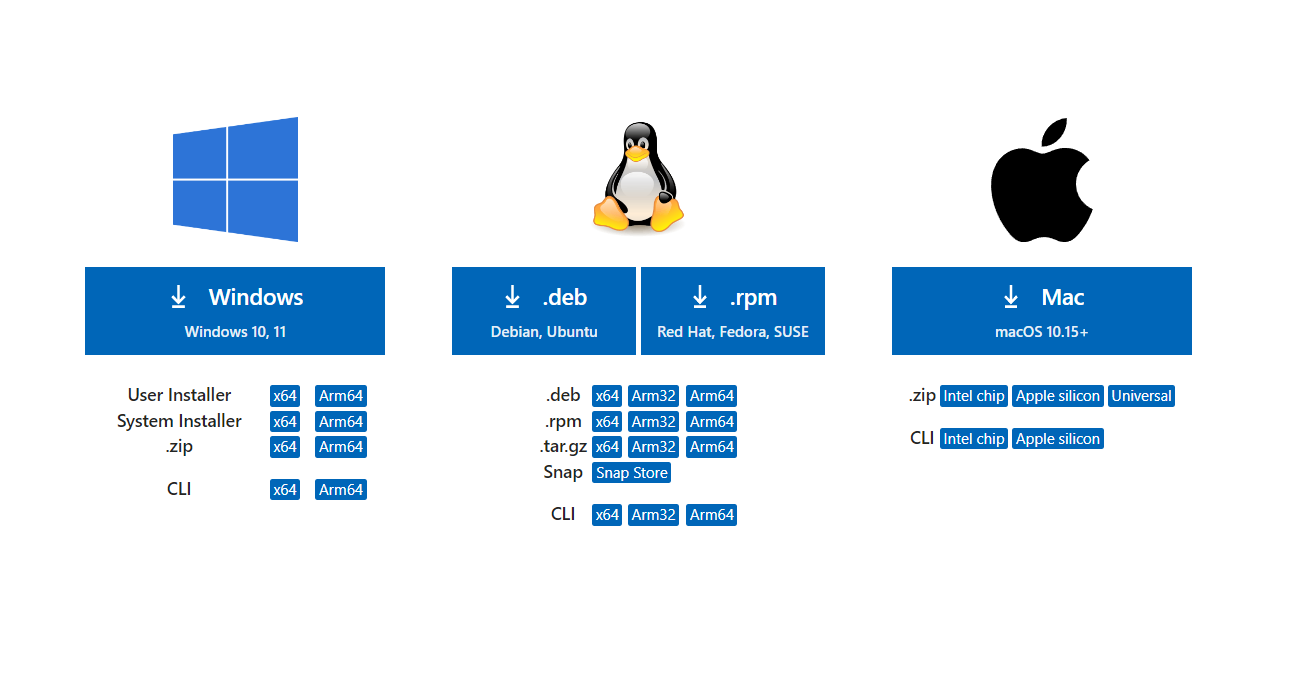 Windows
Windows 10, 11
User Installer x64 Arm64
System Installer x64 Arm64
.zip x64 Arm64
CLI x64 Arm64
.deb
Debian, Ubuntu
.rpm
Red Hat, Fedora, SUSE
.deb x64 Arm32 Arm64
.rpm x64 Arm32 Arm64
.tar.gz x64 Arm32 Arm64
Snap Snap Store
CLI x64 Arm32 Arm64
Mac
macOS 10.15+
.zip Intel chip Apple silicon Universal
CLI Intel chip Apple silicon